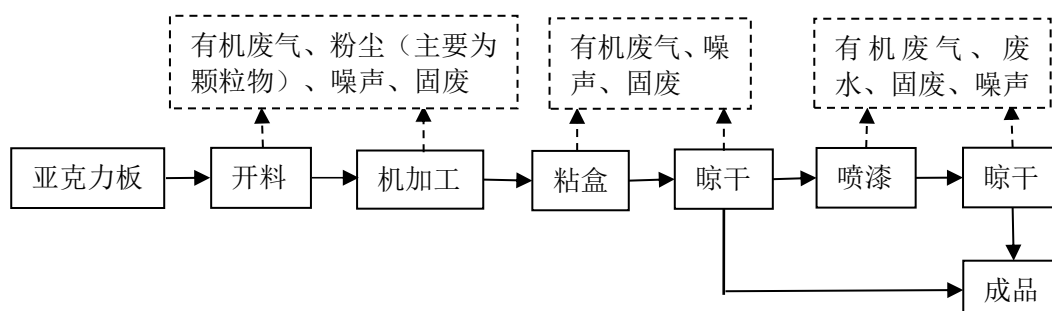 有机废气、粉尘（主要为
颗粒物）、噪声、固废
有机废气、噪
声、固废
有机废气、废
水、固废、噪声
亚克力板
开料
机加工
粘盒
晾干
喷漆
晾干
成品